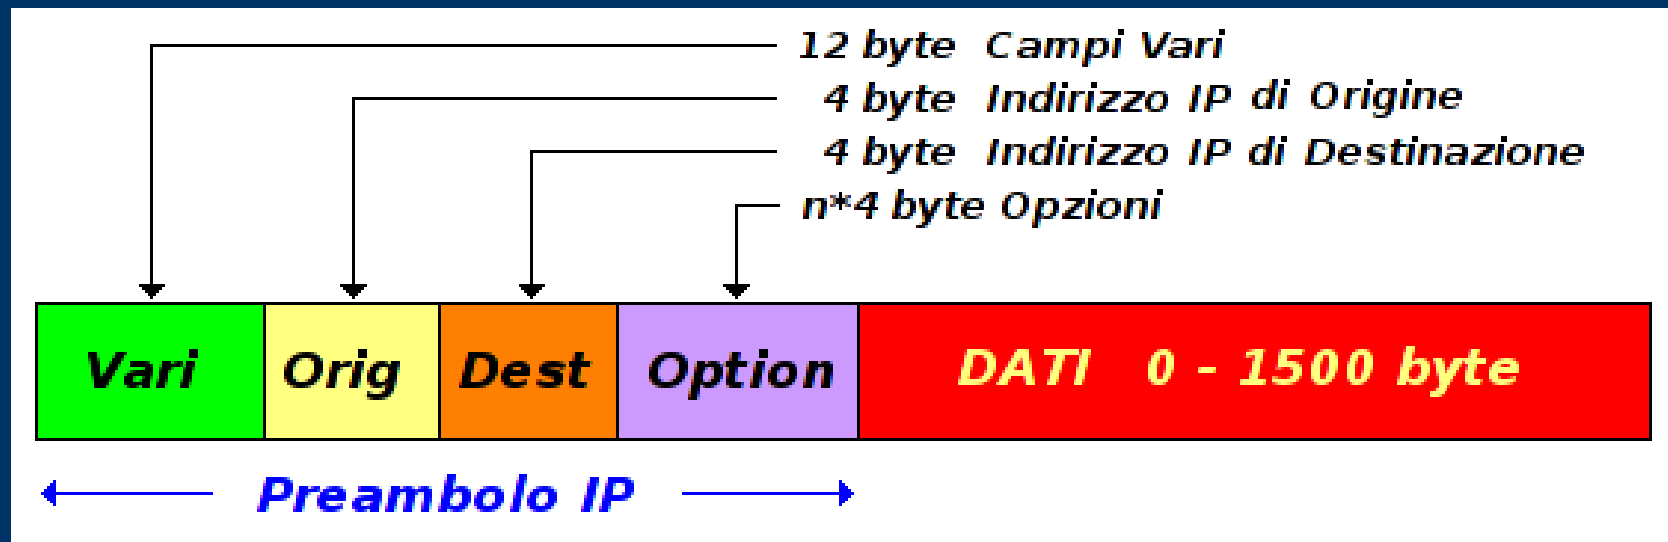 12 byte Campi Vari
4 byte Indirizzo IP di Origine
4 byte Indirizzo IP di Destinazione
n*4 byte Opzioni
Vari Orig Dest Option DATI 0 – 1500 byte
Preambolo IP